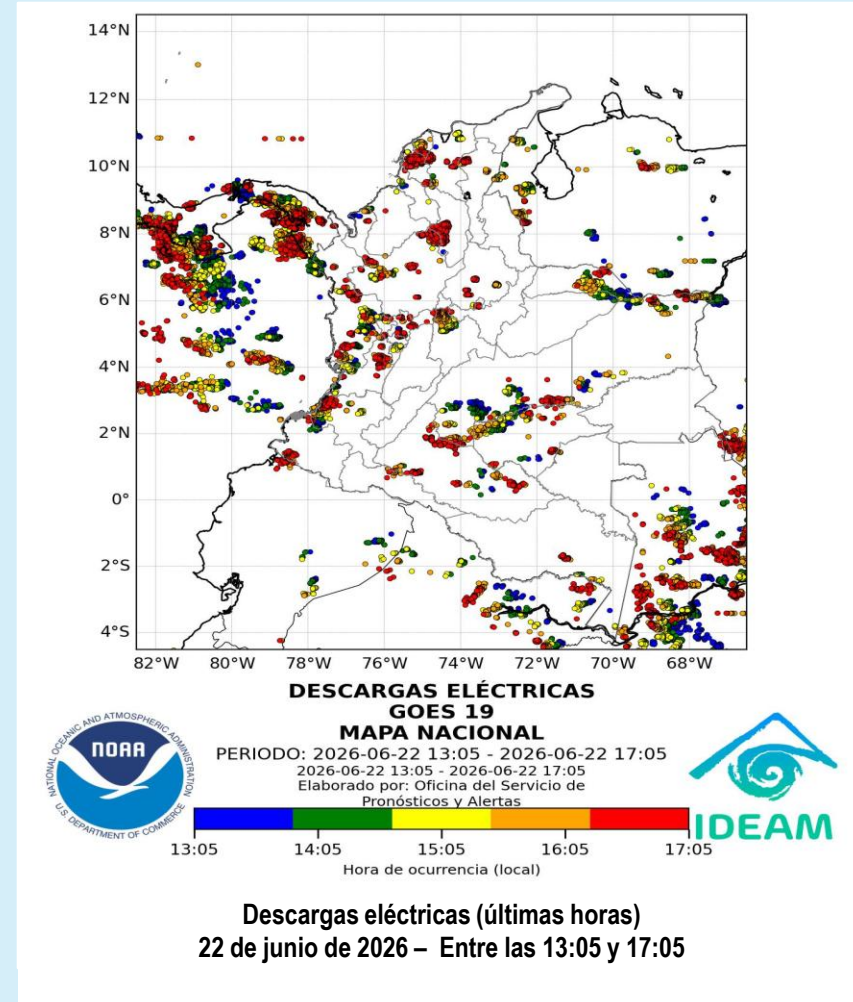 14°N
12°N
10°N
8°N
6°N
4°N
2°N
0°
2°S
4°S
82°W 80°W 78°W 76°W 74°W 72°W 70°W 68°W
DESCARGAS ELÉCTRICAS
GOES 19
MAPA NACIONAL
PERIODO: 2026-06-22 13:05 - 2026-06-22 17:05
2026-06-22 13:05 - 2026-06-22 17:05
Elaborado por: Oficina del Servicio de
Pronósticos y Alertas
NATIONAL OCEANIC AND ATMOSPHERIC ADMINISTRATION
NOAA
U.S. DEPARTMENT OF COMMERCE
IDEAM
13:05 14:05 15:05 16:05 17:05
Hora de ocurrencia (local)
Descargas eléctricas (últimas horas)
22 de junio de 2026 – Entre las 13:05 y 17:05